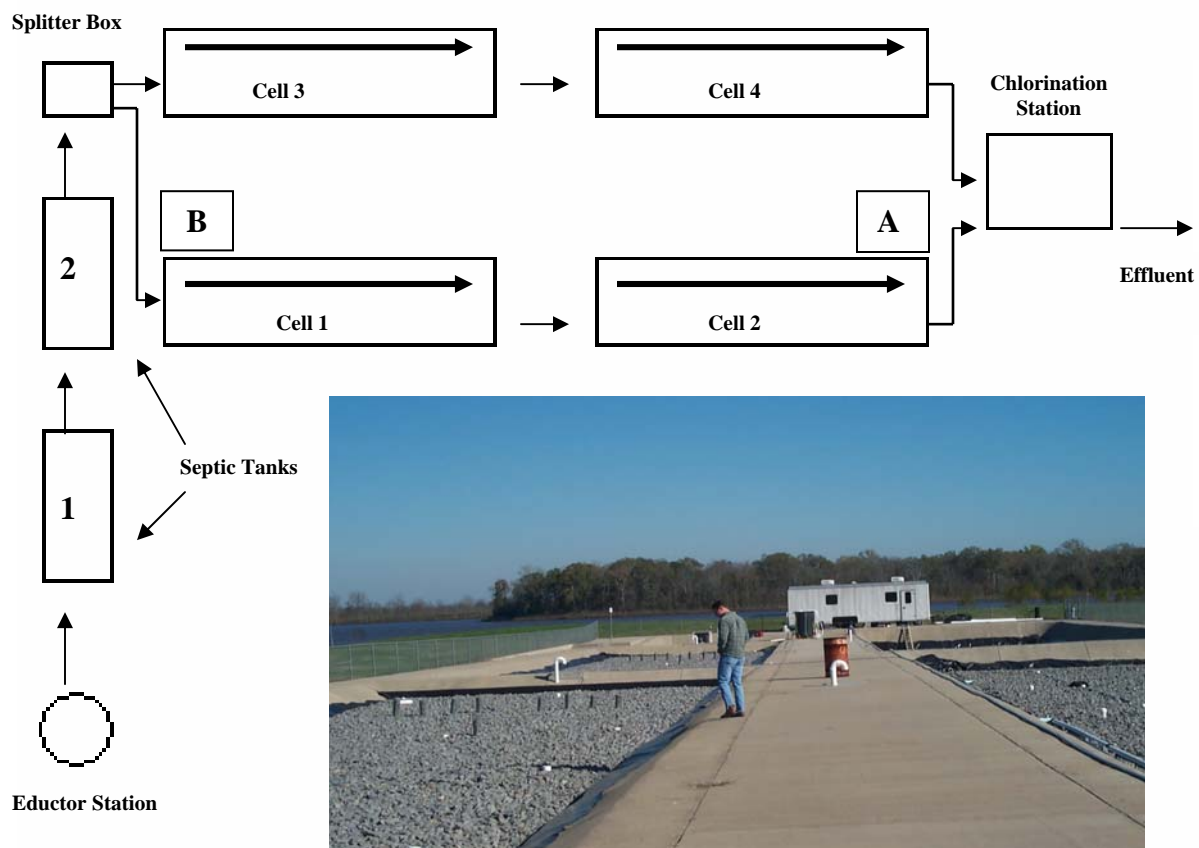 Splitter Box
Cell 3
Cell 4
Chlorination
Station
B
A
2
Effluent
Cell 1
Cell 2
Septic Tanks
1
Eductor Station